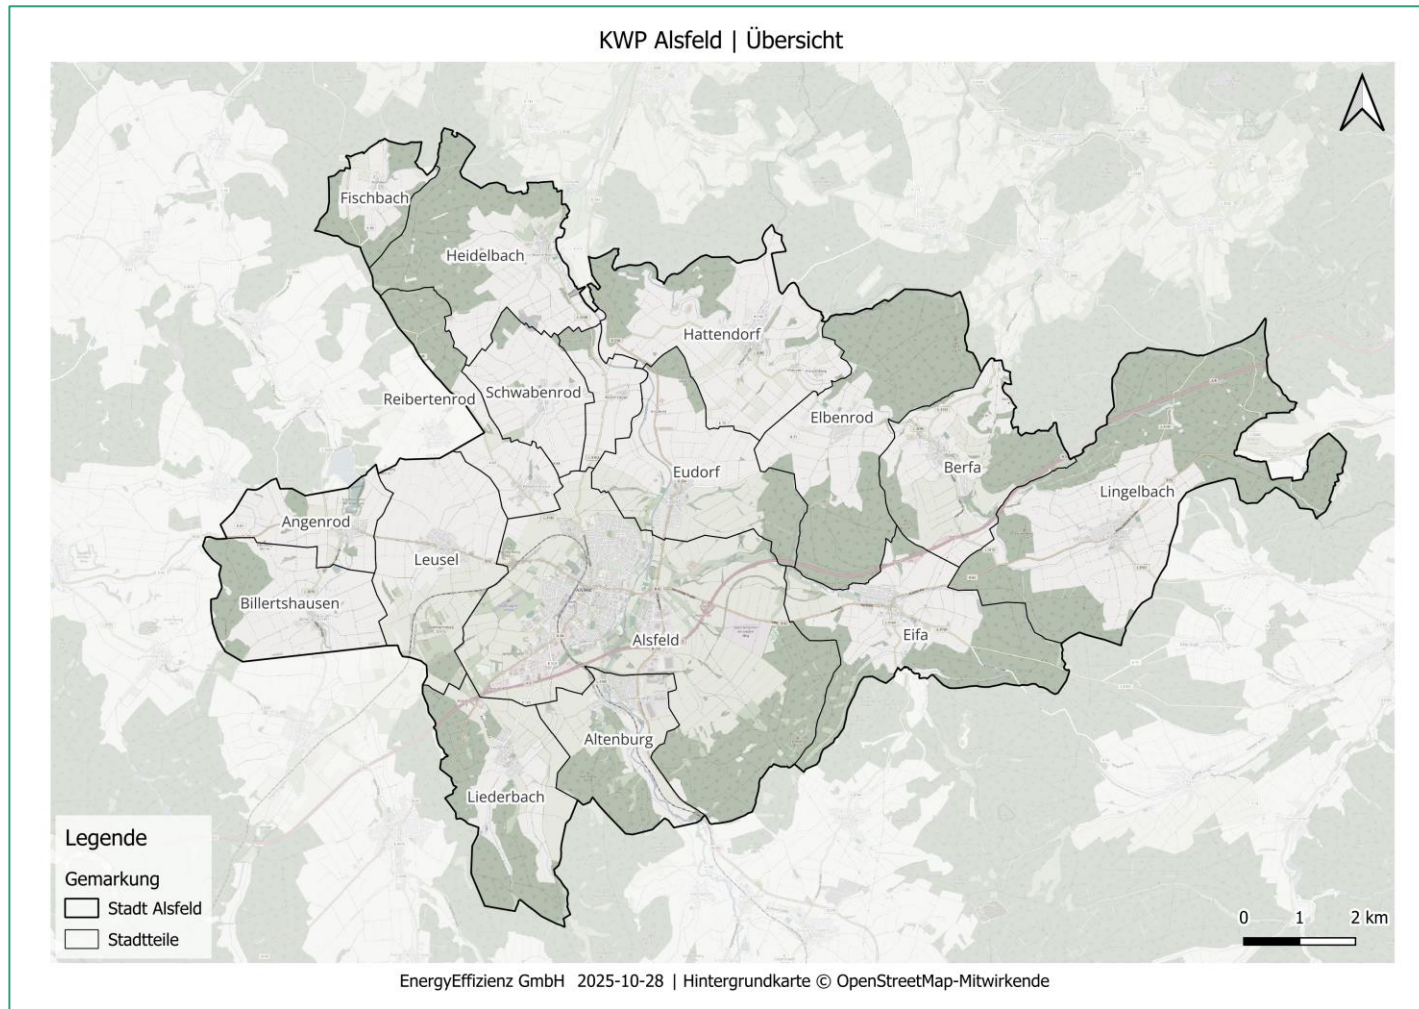 KWP Alsfeld | Übersicht
Fischbach
Heidelbach
Hattendorf
Reibertenrod
Schwabenrod
Elbenrod
Eudorf
Berfa
Lingelbach
Angenrod
Leusel
Billertshausen
Alsfeld
Eifa
Altenburg
Liederbach
Legende
Gemarkung
Stadt Alsfeld
Stadtteile
0 1 2 km
EnergyEffizienz GmbH 2025-10-28 | Hintergrundkarte © OpenStreetMap-Mitwirkende